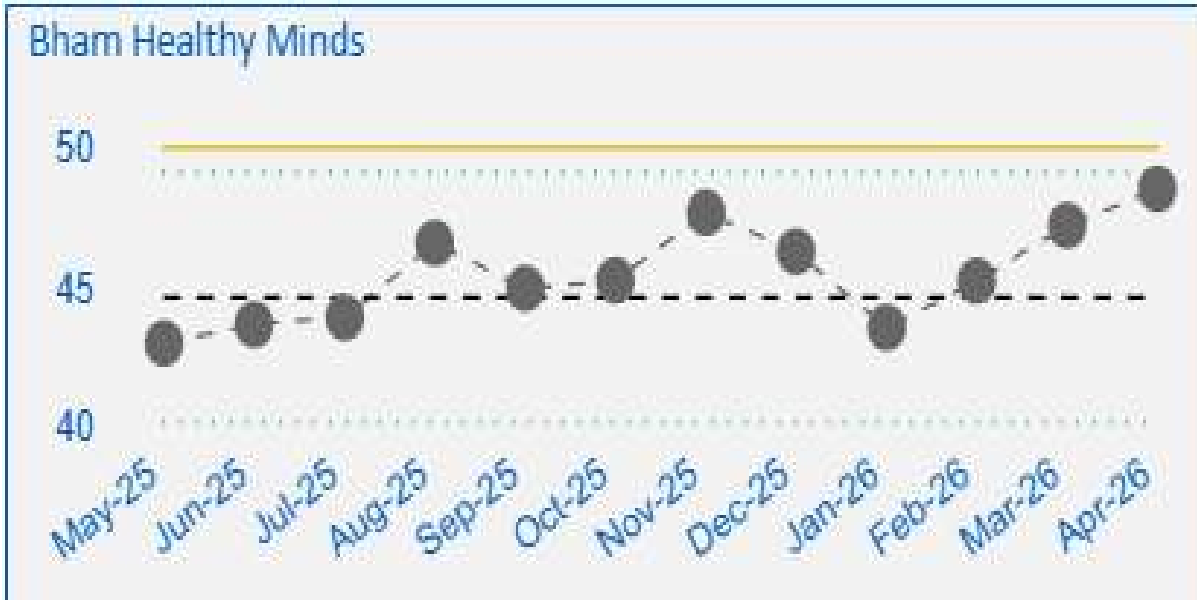 Bham Healthy Minds
50
45
40
May-25 Jun-25 Jul-25 Aug-25 Sep-25 Oct-25 Nov-25 Dec-25 Jan-26 Feb-26 Mar-26 Apr-26